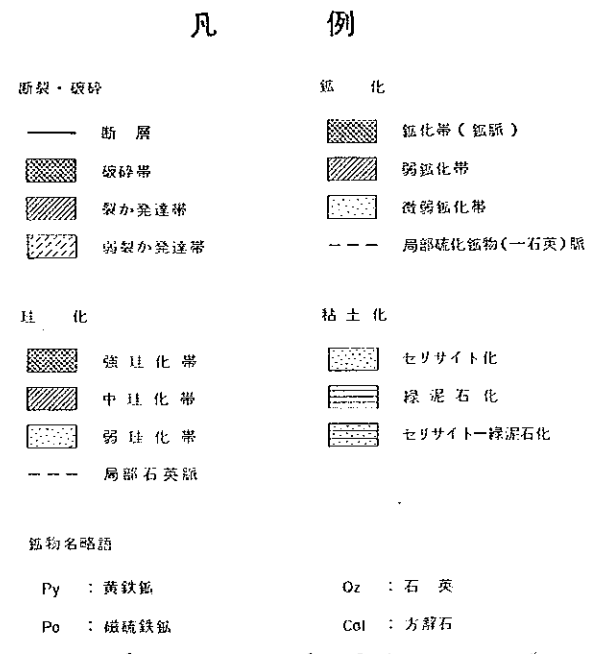 凡 例
断裂・破砕
断 層
破砕帯
裂か発達帯
弱裂か発達帯
鉱 化
鉱化帯(鉱脈)
弱鉱化帯
微弱鉱化帯
局部硫化鉱物(一石英)脈
珪 化
強 珪 化 帯
中 珪 化 帯
弱 珪 化 帯
局部石英脈
粘 土 化
セリサイト化
緑 泥 石 化
セリサイトー緑泥石化
鉱物名略語
Py : 黄鉄鉱
Po : 磁硫鉄鉱
Qz : 石 英
Cal : 方解石